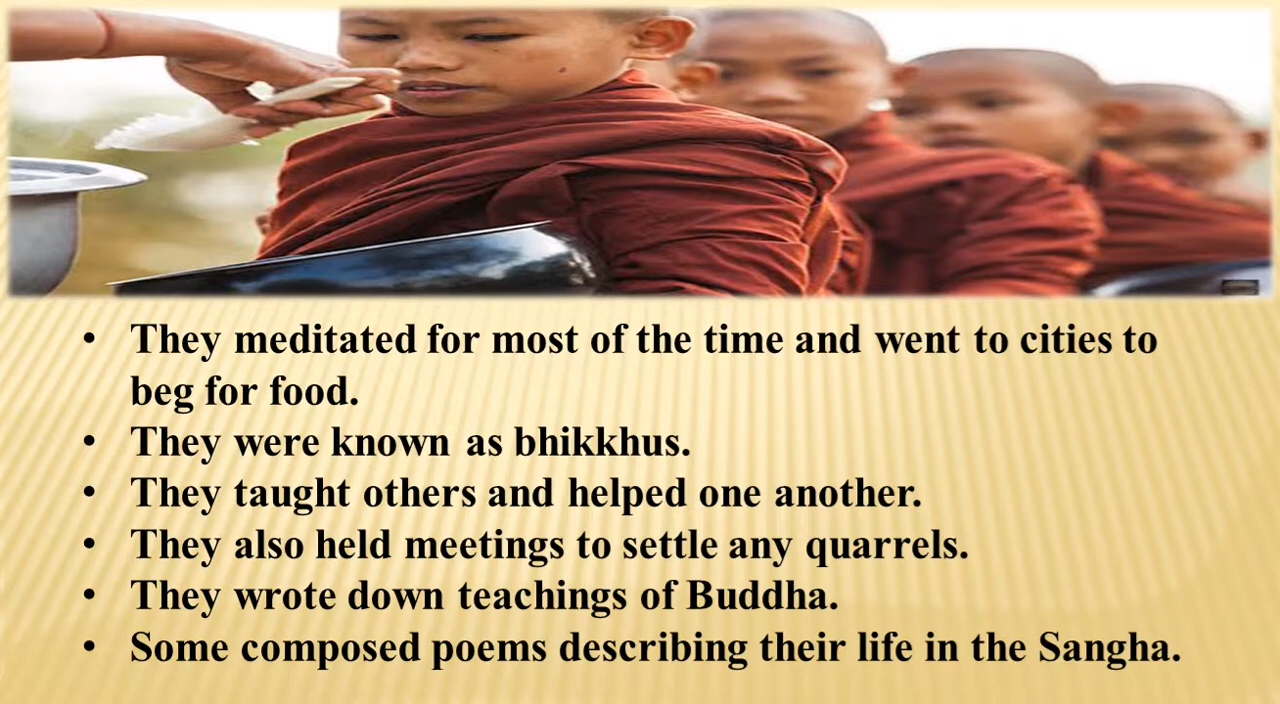 • They meditated for most of the time and went to cities to
beg for food.
• They were known as bhikkhus.
• They taught others and helped one another.
• They also held meetings to settle any quarrels.
• They wrote down teachings of Buddha.
• Some composed poems describing their life in the Sangha.